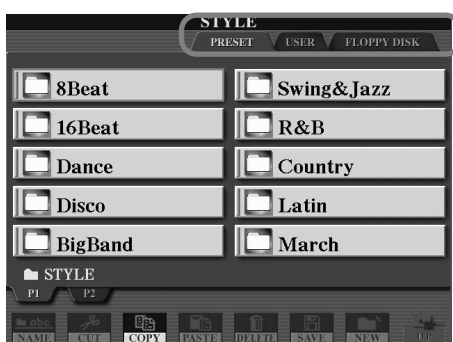 STYLE
PRESET USER FLOPPY DISK
8Beat
Swing&Jazz
16Beat
R&B
Dance
Country
Disco
Latin
BigBand
March
STYLE
P1 P2
abc
NAME CUT COPY PASTE DELETE SAVE NEW UP